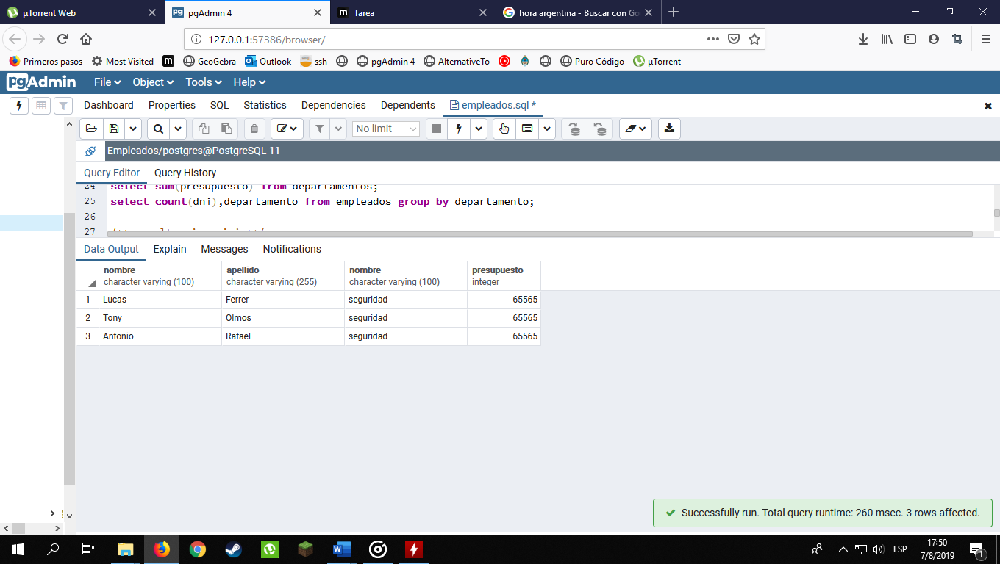 µTorrent Web
pgAdmin 4
Tarea
hora argentina - Buscar con Go
127.0.0.1:57386/browser/
Primeros pasos Most Visited GeoGebra Outlook ssh pgAdmin 4 AlternativeTo Puro Código µTorrent
pgAdmin File Object Tools Help
Dashboard Properties SQL Statistics Dependencies Dependents empleados.sql *
No limit
Empleados/postgres@PostgreSQL 11
Query Editor Query History
24 select sum(presupuesto) from departamentos;
25 select count(dni),departamento from empleados group by departamento;
26
27
Data Output Explain Messages Notifications
nombre apellido nombre presupuesto
character varying (100) character varying (255) character varying (100) integer
1 Lucas Ferrer seguridad 65565
2 Tony Olmos seguridad 65565
3 Antonio Rafael seguridad 65565
Successfully run. Total query runtime: 260 msec. 3 rows affected.
ESP
17:50
7/8/2019
1